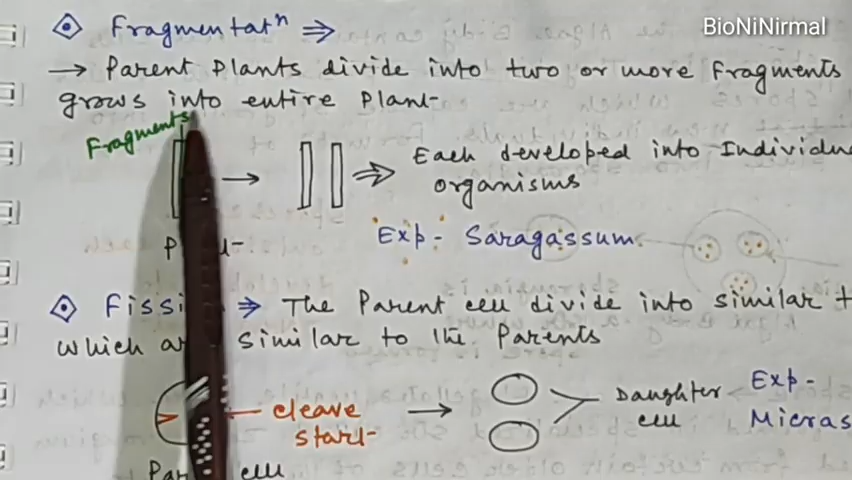 BioNiNirmal
Fragmentatⁿ ⇒
→ Parent Plants divide into two or more Fragments
grows into entire Plant-
Fragments
→ ⇒ Each developed into Individu
organisms
Exp - Saragassum.
⇒ The Parent cell divide into similar
which similar to the Parents
← cleave → Daughter Exp-
start- cell Micras
cell